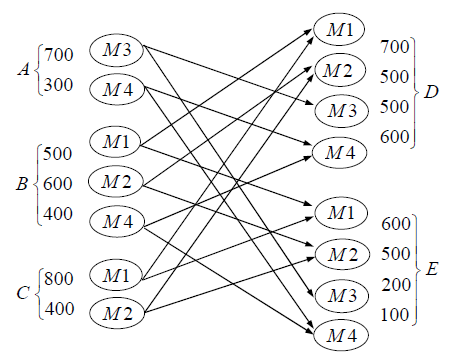 A
700 M3
300 M4
B
500 M1
600 M2
400 M4
C
800 M1
400 M2
M1 700
M2 500
M3 500
M4 600
D
M1 600
M2 500
M3 200
M4 100
E